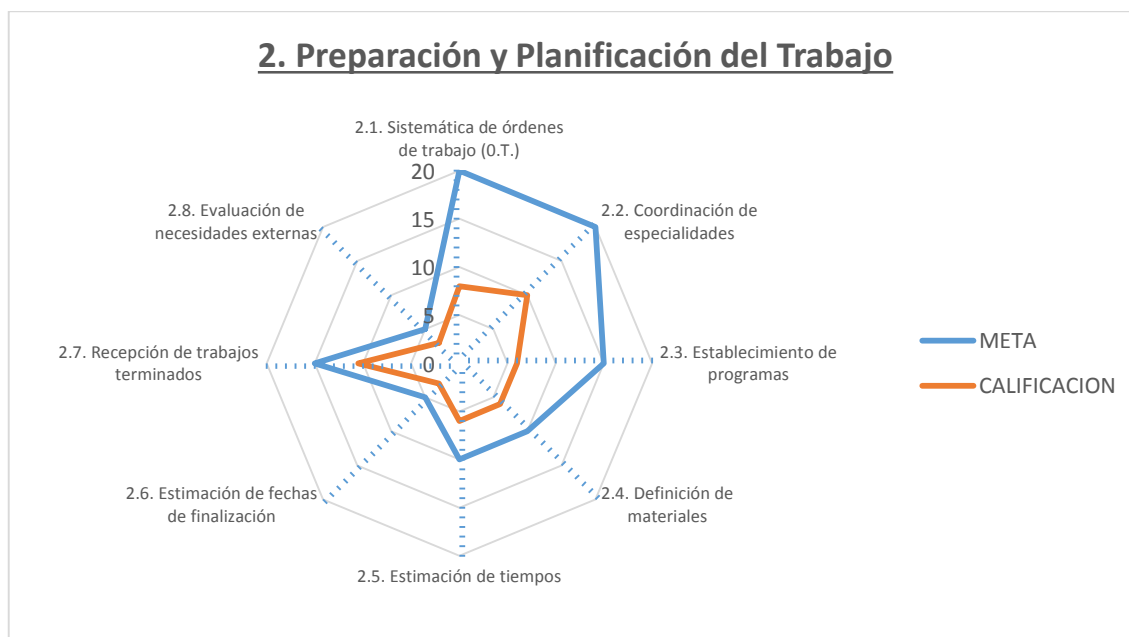 2. Preparación y Planificación del Trabajo
2.1. Sistemática de órdenes
de trabajo (0.T.)
20
15
10
5
0
2.2. Coordinación de
especialidades
2.3. Establecimiento de
programas
2.4. Definición de
materiales
2.5. Estimación de tiempos
2.6. Estimación de fechas
de finalización
2.7. Recepción de trabajos
terminados
2.8. Evaluación de
necesidades externas
META
CALIFICACION